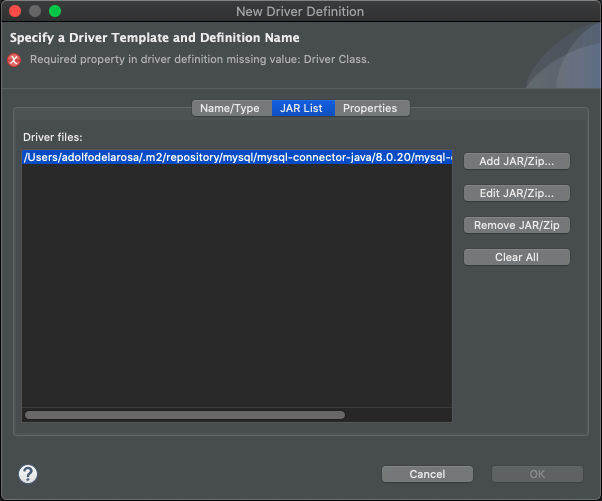 New Driver Definition
Specify a Driver Template and Definition Name
Required property in driver definition missing value: Driver Class.
Name/Type JAR List Properties
Driver files:
/Users/adolfodelarosa/.m2/repository/mysql/mysql-connector-java/8.0.20/mysql-
Add JAR/Zip...
Edit JAR/Zip...
Remove JAR/Zip
Clear All
?
Cancel OK